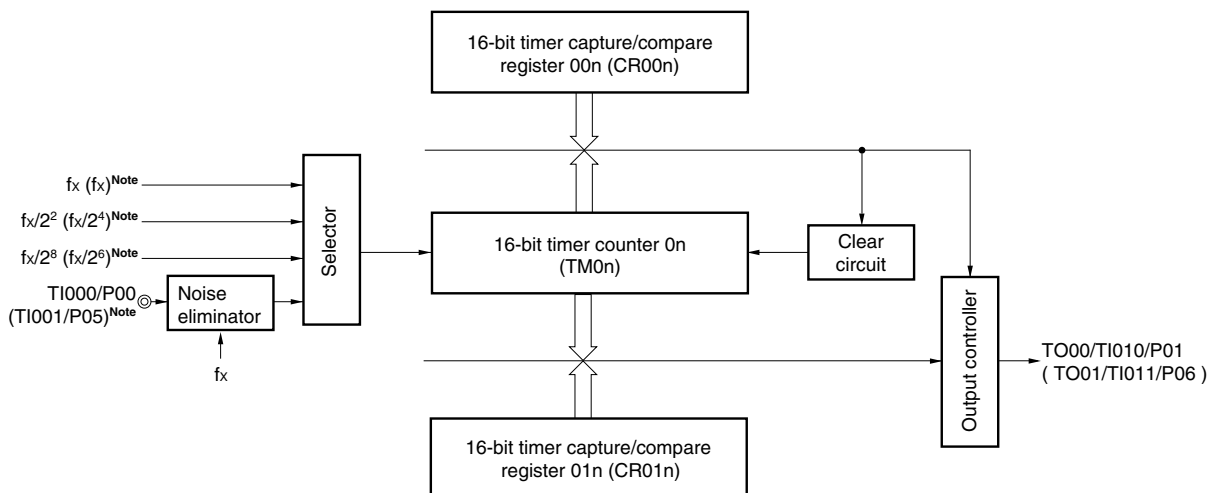 16-bit timer capture/compare
register 00n (CR00n)
fX (fX)Note
fX/2² (fX/2⁴)Note
fX/2⁸ (fX/2⁶)Note
TI000/P00
(TI001/P05)Note
Noise
eliminator
fX
Selector
16-bit timer counter 0n
(TM0n)
Clear
circuit
Output controller
TO00/TI010/P01
( TO01/TI011/P06 )
16-bit timer capture/compare
register 01n (CR01n)